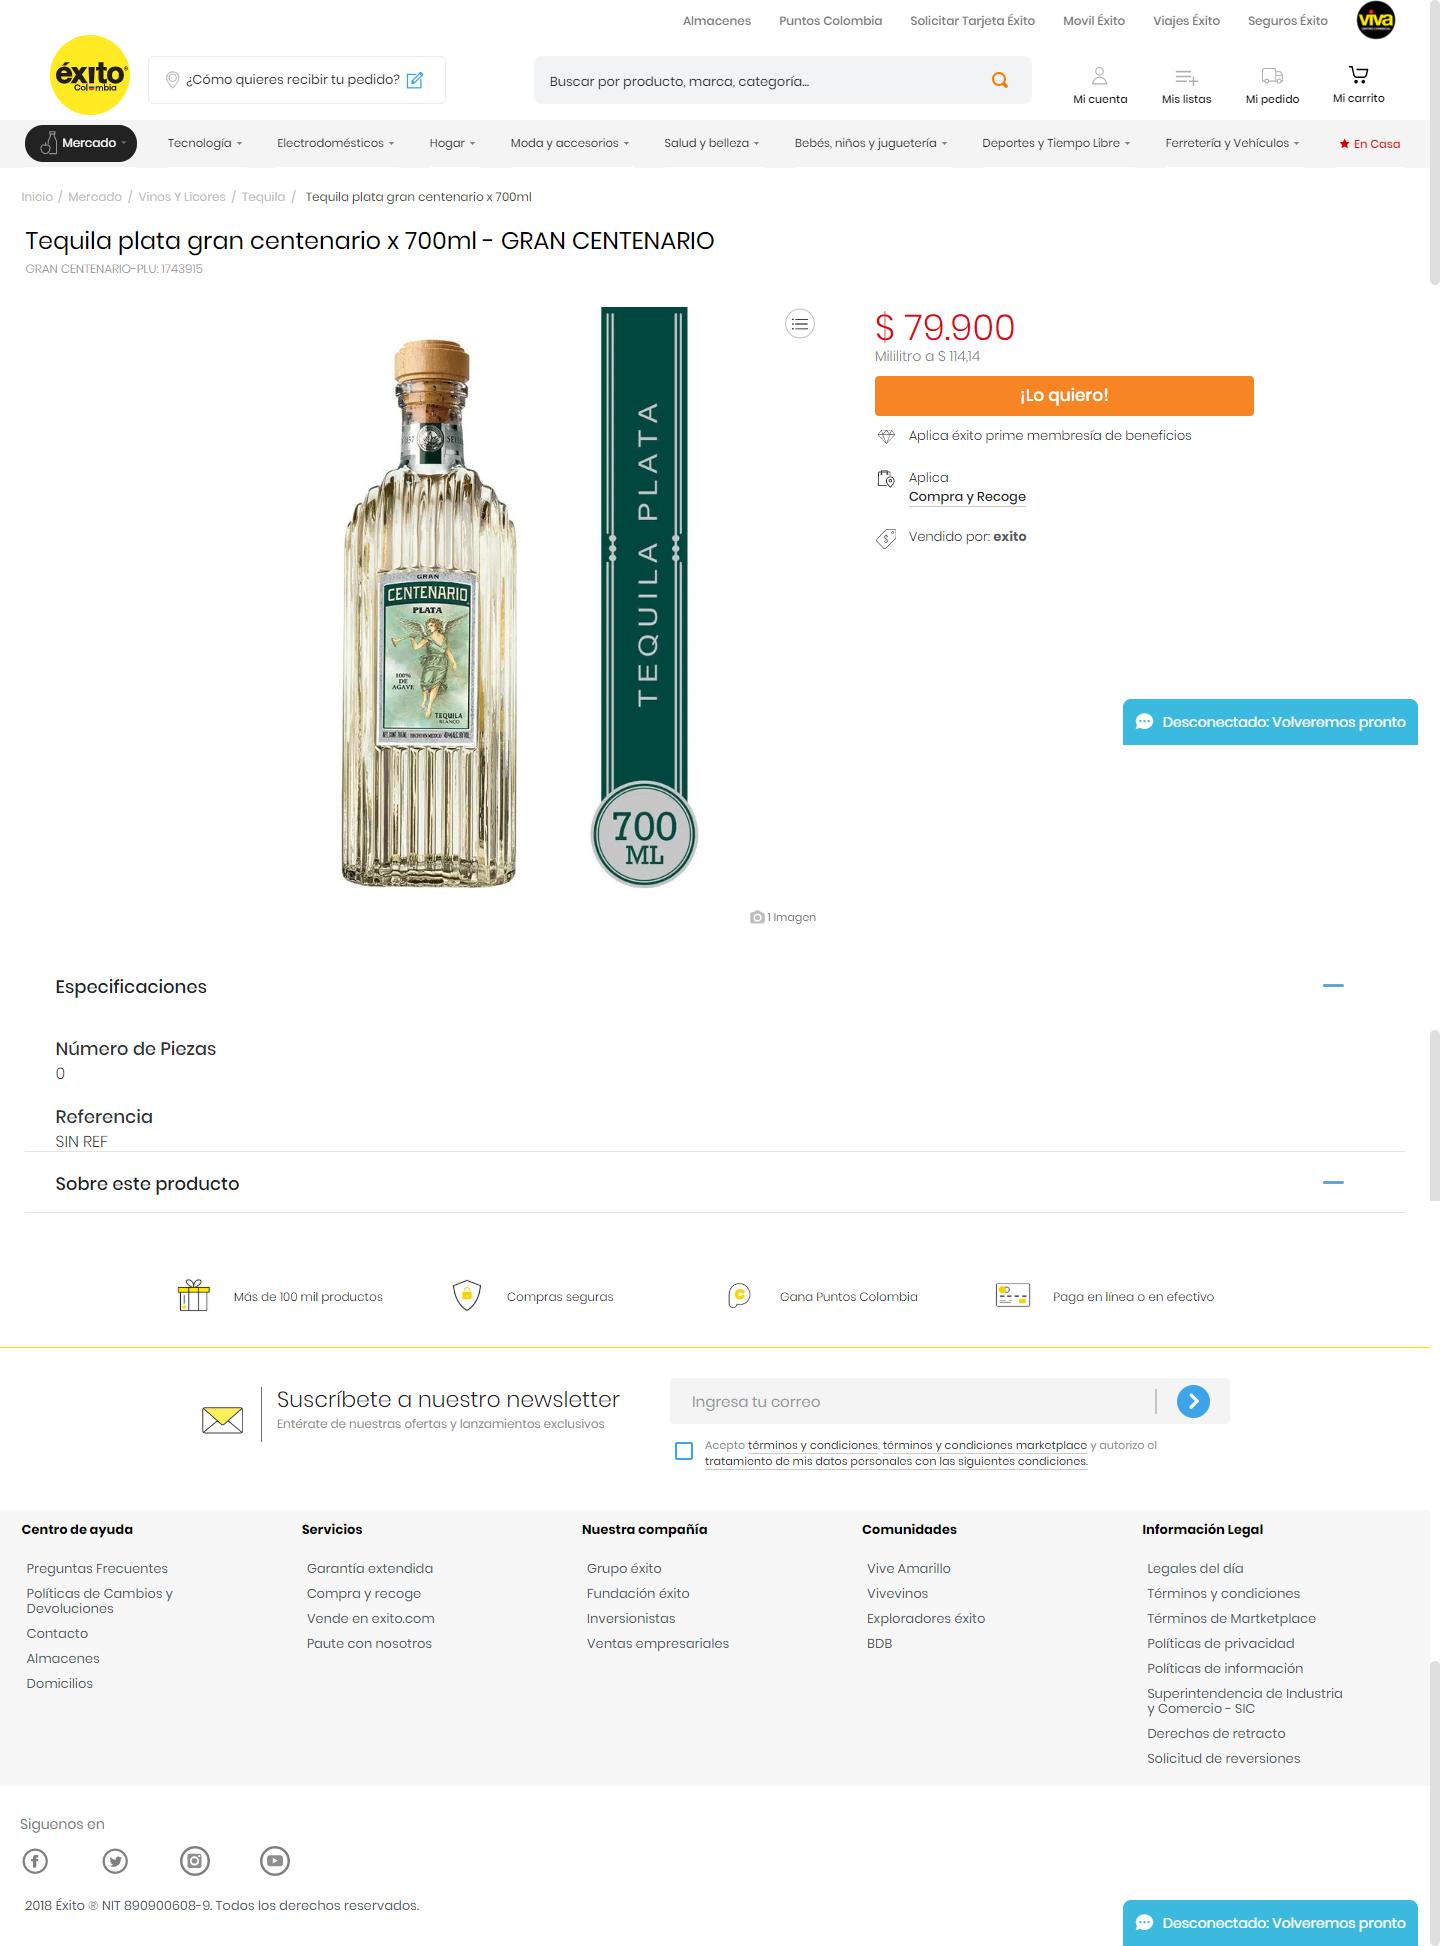 Almacenes Puntos Colombia Solicitar Tarjeta Éxito Movil Éxito Viajes Éxito Seguros Éxito viva
éxito
Colombia
¿Cómo quieres recibir tu pedido?
Buscar por producto, marca, categoría...
Mi cuenta Mis listas Mi pedido Mi carrito
Mercado Tecnología Electrodomésticos Hogar Moda y accesorios Salud y belleza Bebés, niños y juguetería Deportes y Tiempo Libre Ferretería y Vehículos En Casa
Inicio / Mercado / Vinos Y Licores / Tequila / Tequila plata gran centenario x 700ml
Tequila plata gran centenario x 700ml - GRAN CENTENARIO
GRAN CENTENARIO-PLU: 1743915
GRAN
CENTENARIO
PLATA
100%
DE
AGAVE
TEQUILA
BLANCO
TEQUILA PLATA
700
ML
1 Imagen
$ 79.900
Mililitro a $ 114,14
¡Lo quiero!
Aplica éxito prime membresía de beneficios
Aplica
Compra y Recoge
Vendido por: exito
Desconectado: Volveremos pronto
Especificaciones
Número de Piezas
0
Referencia
SIN REF
Sobre este producto
Más de 100 mil productos Compras seguras Gana Puntos Colombia Paga en línea o en efectivo
Suscríbete a nuestro newsletter
Entérate de nuestras ofertas y lanzamientos exclusivos
Ingresa tu correo
Acepto términos y condiciones, términos y condiciones marketplace y autorizo el
tratamiento de mis datos personales con las siguientes condiciones.
Centro de ayuda
Preguntas Frecuentes
Políticas de Cambios y
Devoluciones
Contacto
Almacenes
Domicilios
Servicios
Garantía extendida
Compra y recoge
Vende en exito.com
Paute con nosotros
Nuestra compañía
Grupo éxito
Fundación éxito
Inversionistas
Ventas empresariales
Comunidades
Vive Amarillo
Vivevinos
Exploradores éxito
BDB
Información Legal
Legales del día
Términos y condiciones
Términos de Martketplace
Políticas de privacidad
Políticas de información
Superintendencia de Industria
y Comercio - SIC
Derechos de retracto
Solicitud de reversiones
Siguenos en
2018 Éxito ® NIT 890900608-9. Todos los derechos reservados.
Desconectado: Volveremos pronto